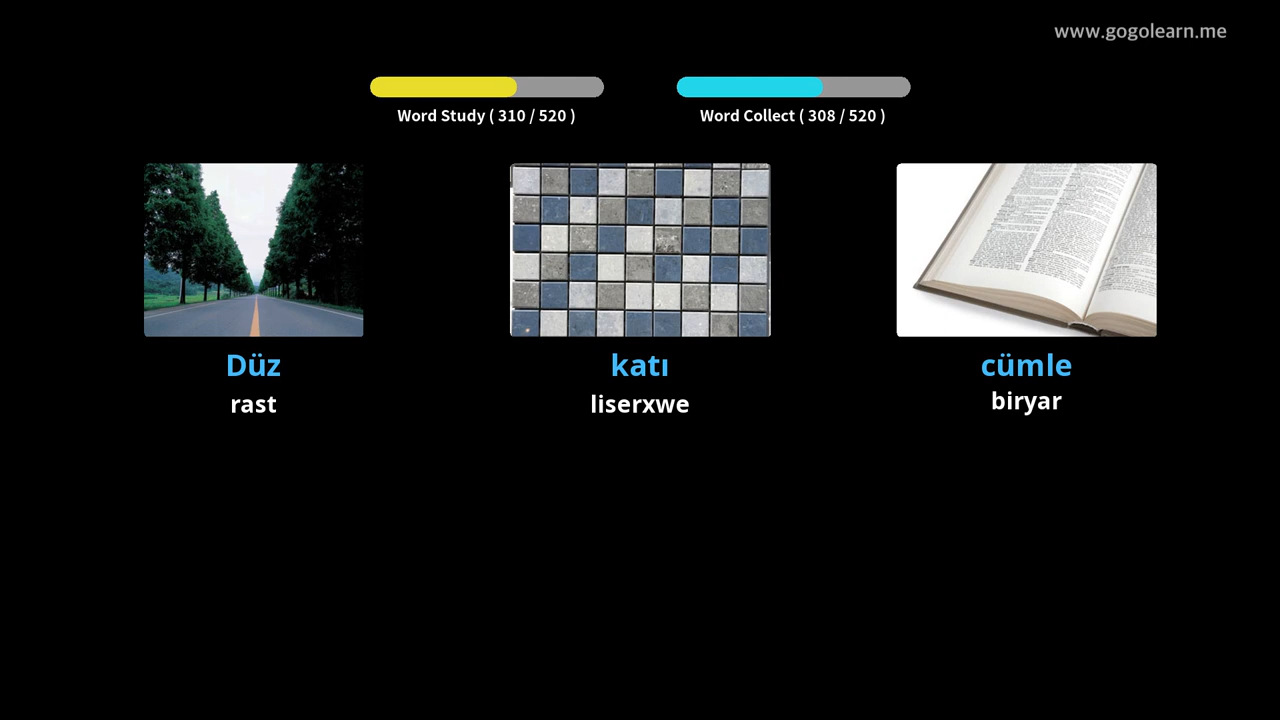 www.gogolearn.me
Word Study ( 310 / 520 )
Word Collect ( 308 / 520 )
Düz
katı
cümle
rast
liserxwe
biryar